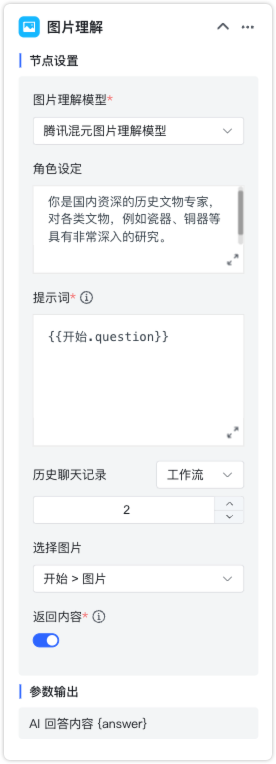 图片理解
节点设置
图片理解模型*
腾讯混元图片理解模型
角色设定
你是国内资深的历史文物专家，
对各类文物，例如瓷器、铜器等
具有非常深入的研究。
提示词*
{{开始.question}}
历史聊天记录 工作流
2
选择图片
开始 > 图片
返回内容*
参数输出
AI 回答内容 {answer}